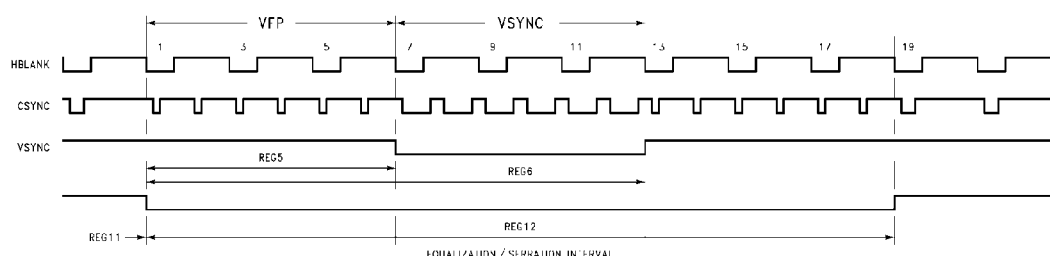 VFP VSYNC
1 3 5 7 9 11 13 15 17 19
HBLANK
CSYNC
VSYNC
REG5
REG6
REG12
REG11
EQUALIZATION / SERRATION INTERVAL